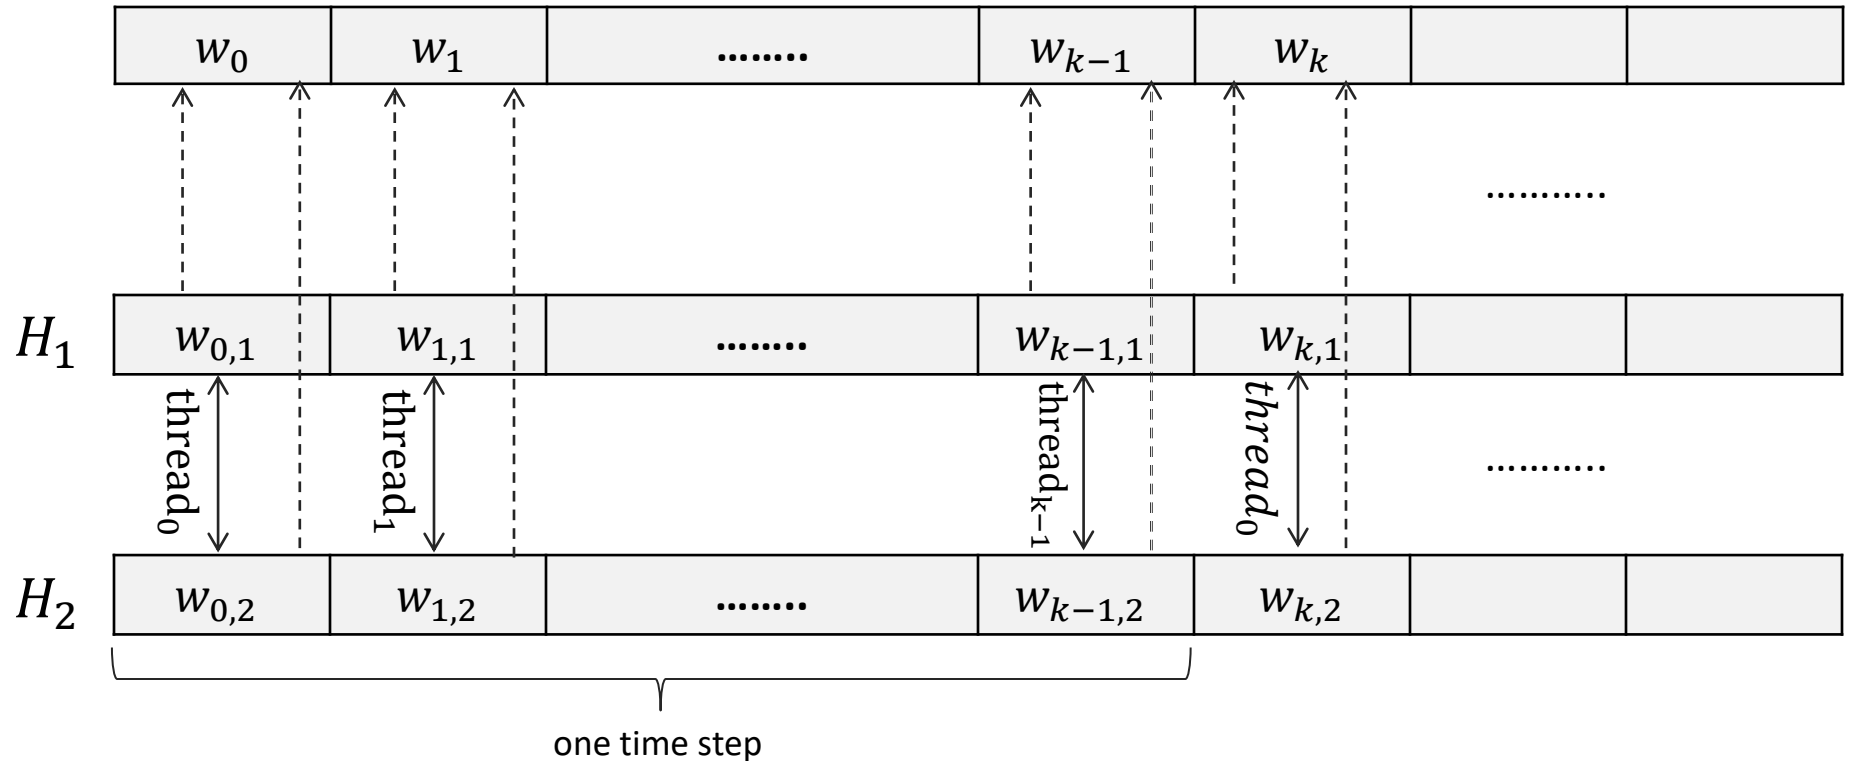 w₀ w₁ ........ wₖ₋₁ wₖ
...........
H₁ w₀,₁ w₁,₁ ........ wₖ₋₁,₁ wₖ,₁
thread₀ thread₁ threadₖ₋₁ thread₀ ...........
H₂ w₀,₂ w₁,₂ ........ wₖ₋₁,₂ wₖ,₂
one time step